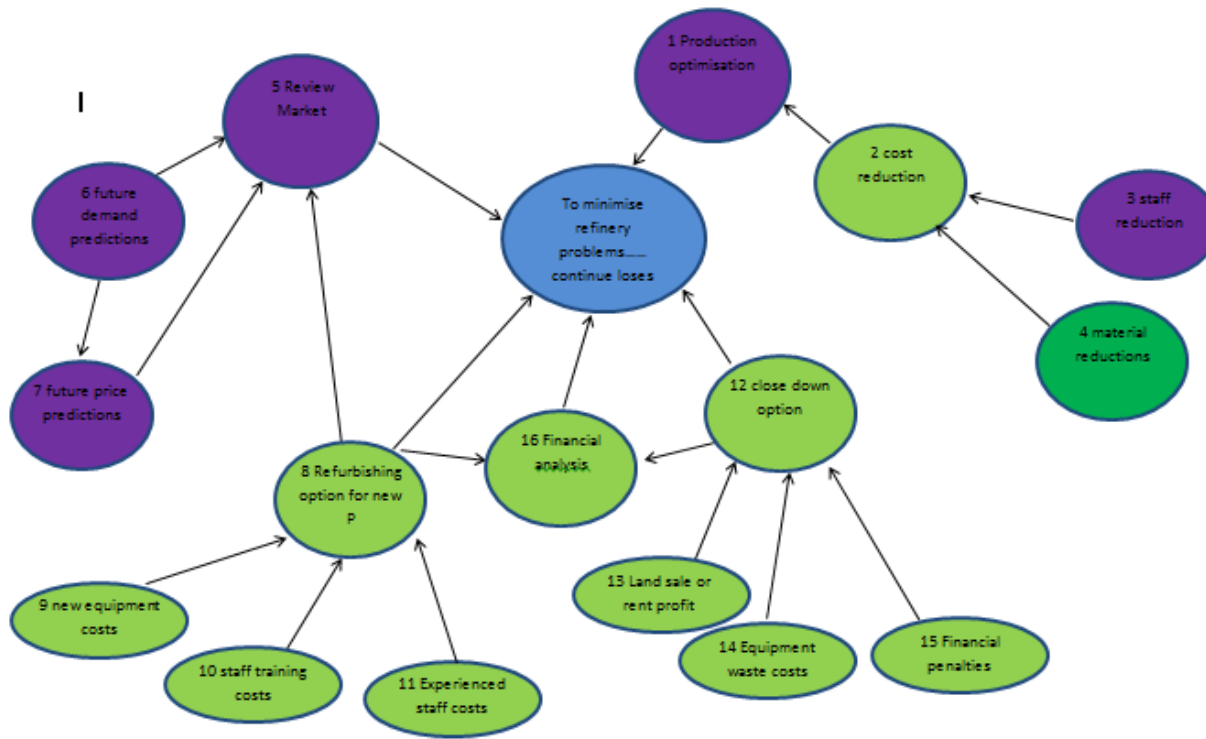 1 Production
optimisation
5 Review
Market
I
2 cost
reduction
6 future
demand
predictions
To minimise
refinery
problems......
continue loses
3 staff
reduction
4 material
reductions
7 future price
predictions
12 close down
option
16 Financial
analysis
8 Refurbishing
option for new
P
13 Land sale or
rent profit
9 new equipment
costs
14 Equipment
waste costs
15 Financial
penalties
10 staff training
costs
11 Experienced
staff costs